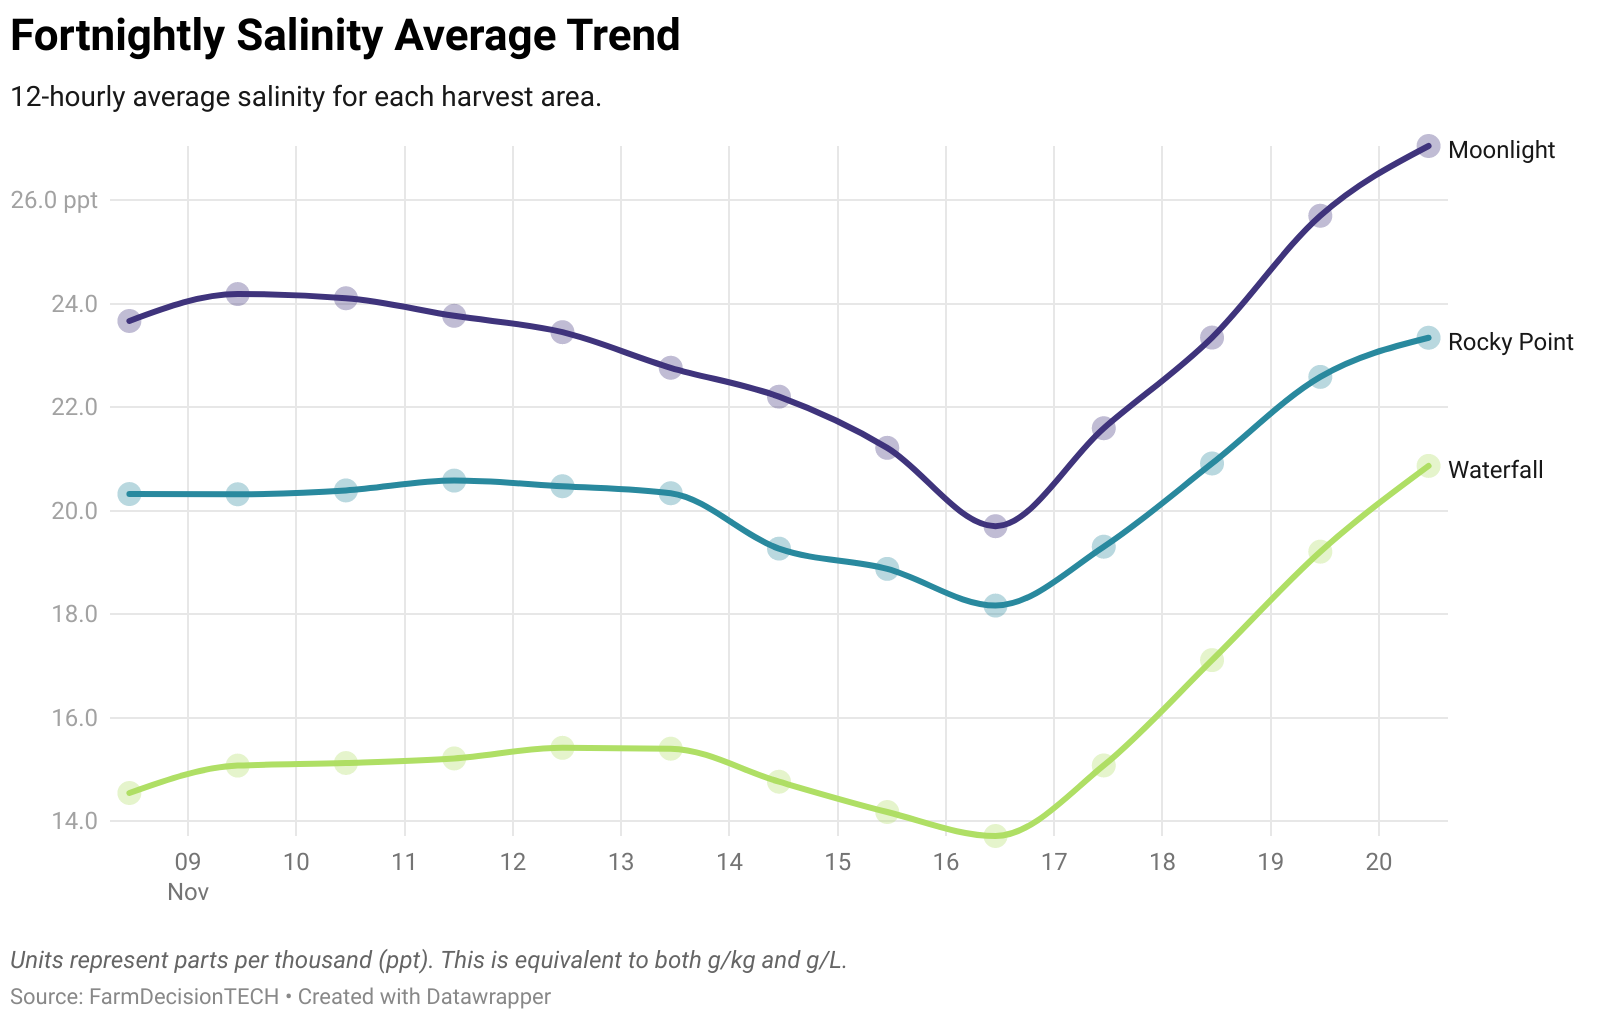 Fortnightly Salinity Average Trend
12-hourly average salinity for each harvest area.
Moonlight
26.0 ppt
24.0
Rocky Point
22.0
Waterfall
20.0
18.0
16.0
14.0
09 10 11 12 13 14 15 16 17 18 19 20
Nov
Units represent parts per thousand (ppt). This is equivalent to both g/kg and g/L.
Source: FarmDecisionTECH • Created with Datawrapper